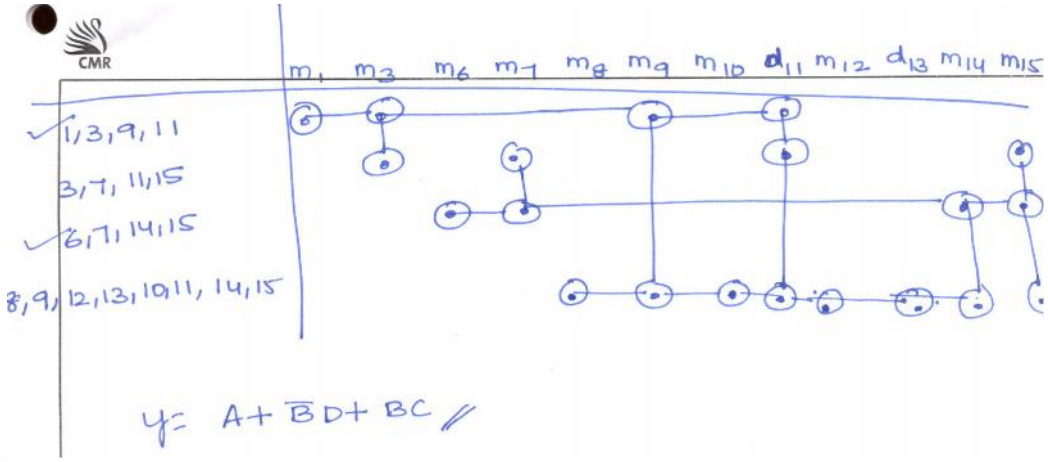 CMR
m1 m3 m6 m7 m8 m9 m10 d11 m12 d13 m14 m15
✓1,3,9,11
3,7,11,15
✓6,7,14,15
8,9,12,13,10,11,14,15
y= A+ B̅D+ BC //